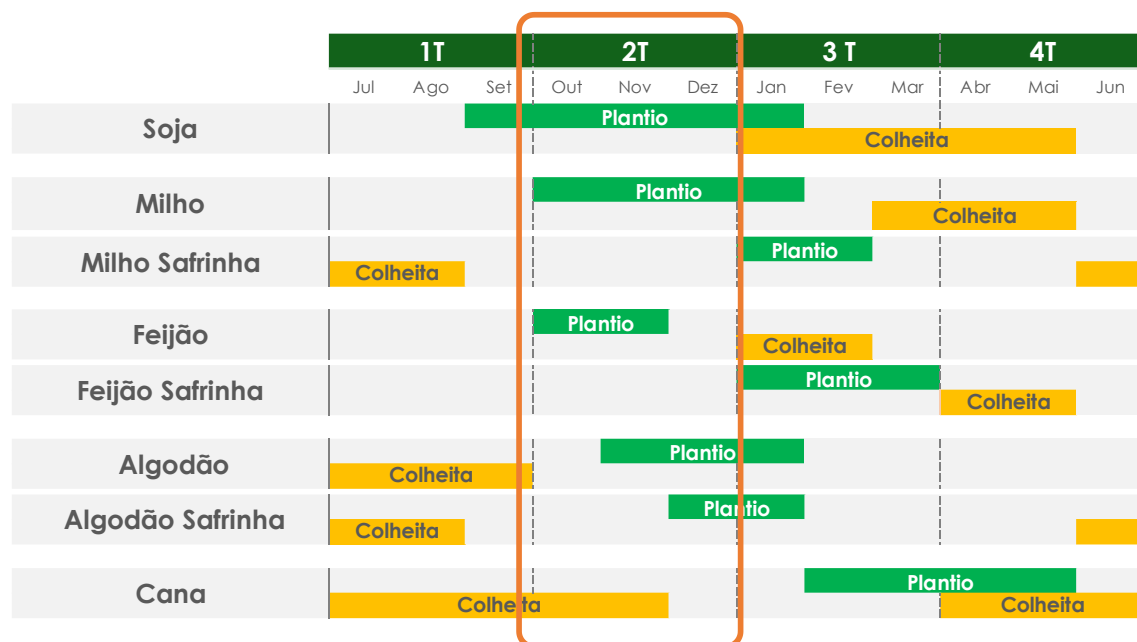 1T 2T 3 T 4T
Jul Ago Set Out Nov Dez Jan Fev Mar Abr Mai Jun
Soja Plantio
Colheita
Milho Plantio
Colheita
Milho Safrinha Plantio
Colheita
Feijão Plantio
Colheita
Feijão Safrinha Plantio
Colheita
Algodão Plantio
Colheita
Algodão Safrinha Plantio
Colheita
Cana Plantio
Colheita Colheita